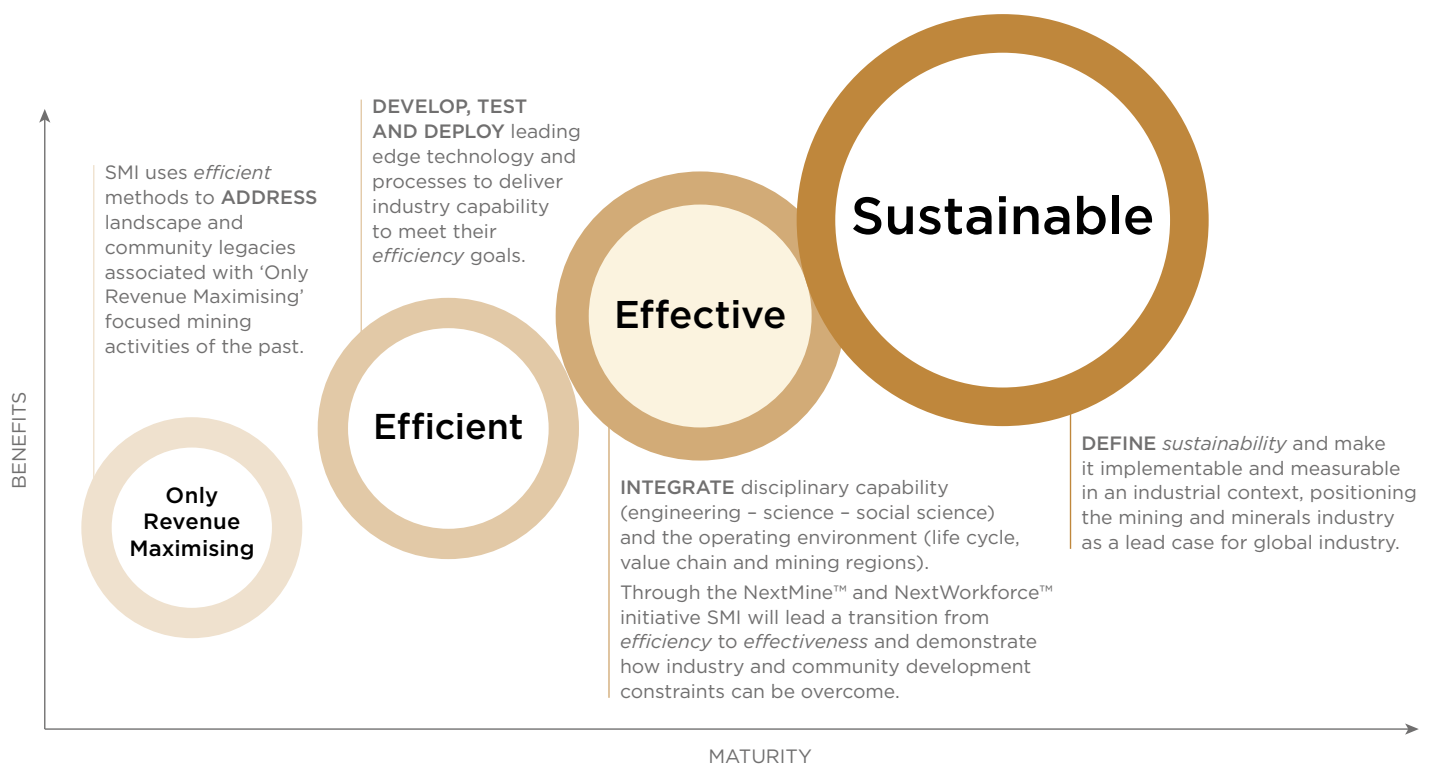 BENEFITS
SMI uses efficient
methods to ADDRESS
landscape and
community legacies
associated with ‘Only
Revenue Maximising’
focused mining
activities of the past.
Only
Revenue
Maximising
DEVELOP, TEST
AND DEPLOY leading
edge technology and
processes to deliver
industry capability
to meet their
efficiency goals.
Efficient
Effective
INTEGRATE disciplinary capability
(engineering – science – social science)
and the operating environment (life cycle,
value chain and mining regions).
Through the NextMine™ and NextWorkforce™
initiative SMI will lead a transition from
efficiency to effectiveness and demonstrate
how industry and community development
constraints can be overcome.
Sustainable
DEFINE sustainability and make
it implementable and measurable
in an industrial context, positioning
the mining and minerals industry
as a lead case for global industry.
MATURITY